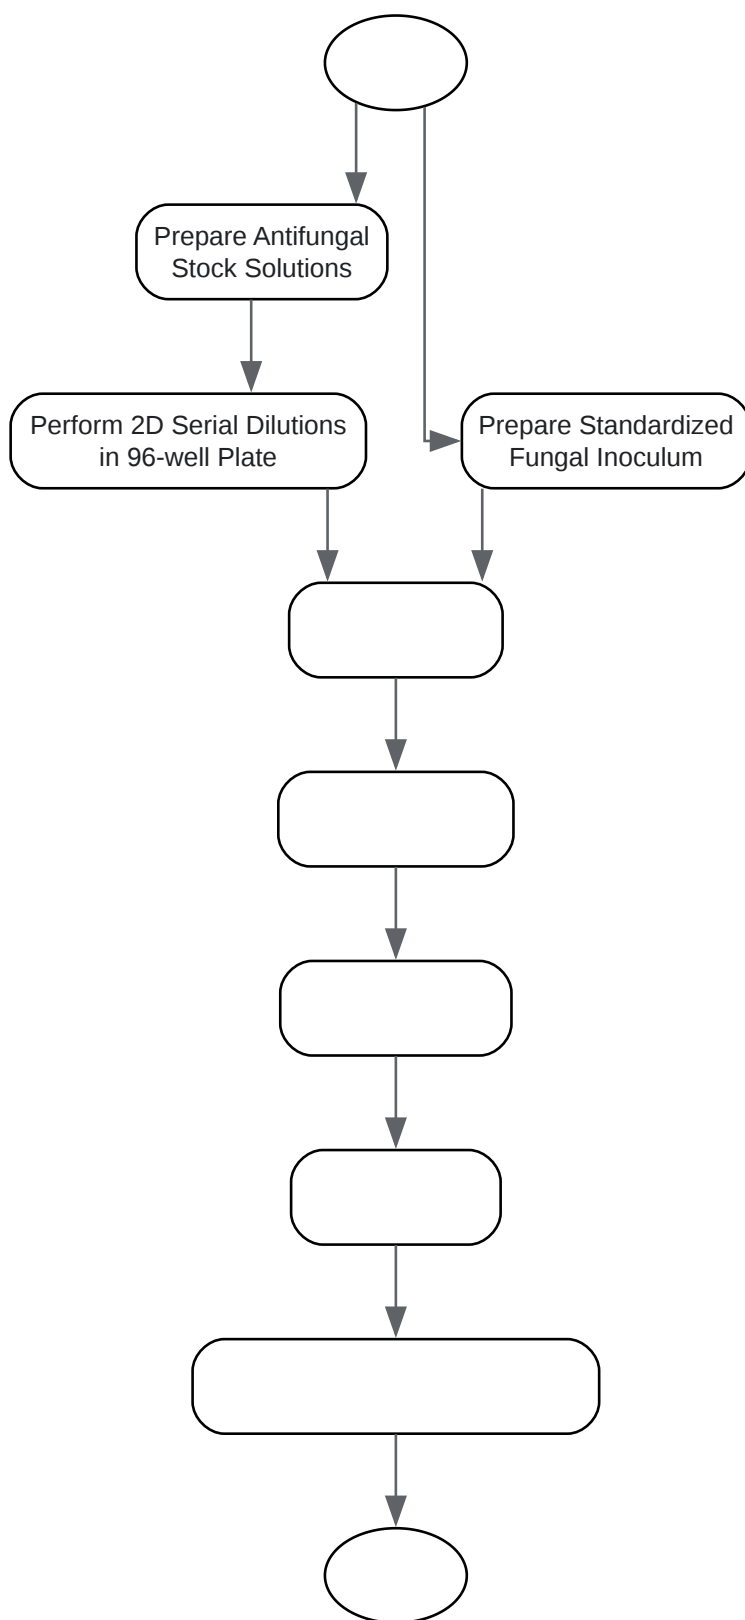 Prepare Antifungal
Stock Solutions
Perform 2D Serial Dilutions
in 96-well Plate
Prepare Standardized
Fungal Inoculum